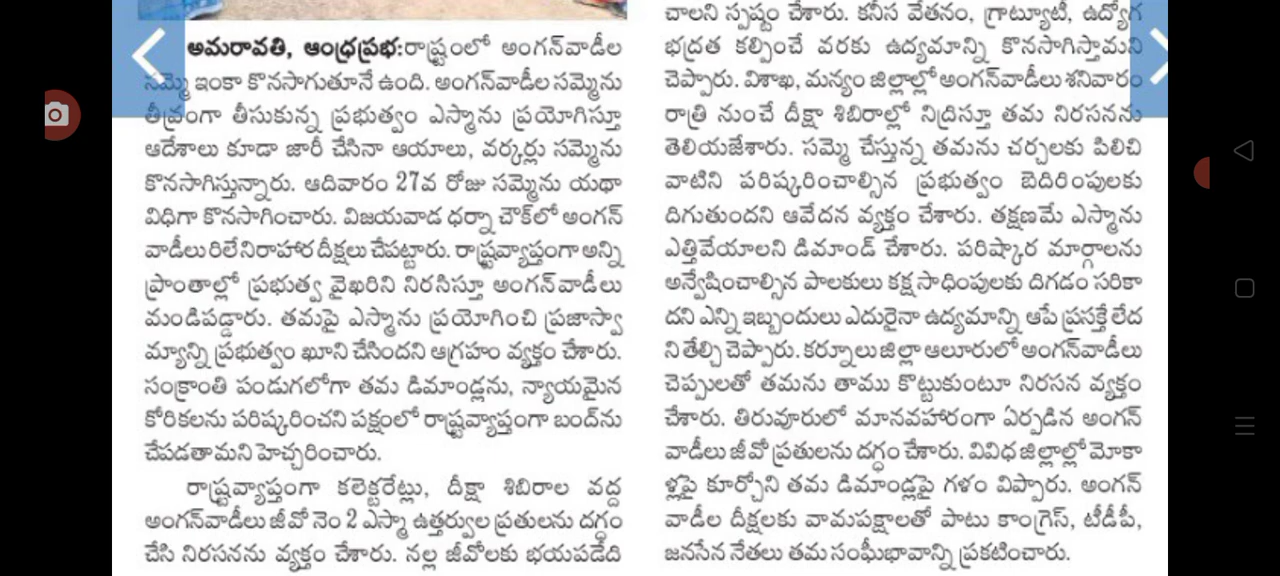 అమరావతి, ఆంధ్రప్రభ:రాష్ట్రంలో అంగన్‌వాడీల
సమ్మె ఇంకా కొనసాగుతూనే ఉంది. అంగన్‌వాడీల సమ్మెను
తీవ్రంగా తీసుకున్న ప్రభుత్వం ఎస్మాను ప్రయోగిస్తూ
ఆదేశాలు కూడా జారీ చేసినా ఆయాలు, వర్కర్లు సమ్మెను
కొనసాగిస్తున్నారు. ఆదివారం 27వ రోజు సమ్మెను యథా
విధిగా కొనసాగించారు. విజయవాడ ధర్నా చౌక్‌లో అంగన్
వాడీలు రిలే నిరాహార దీక్షలు చేపట్టారు. రాష్ట్రవ్యాప్తంగా అన్ని
ప్రాంతాల్లో ప్రభుత్వ వైఖరిని నిరసిస్తూ అంగన్‌వాడీలు
మండిపడ్డారు. తమపై ఎస్మాను ప్రయోగించి ప్రజాస్వా
మ్యాన్ని ప్రభుత్వం ఖూని చేసిందని ఆగ్రహం వ్యక్తం చేశారు.
సంక్రాంతి పండుగలోగా తమ డిమాండ్లను, న్యాయమైన
కోరికలను పరిష్కరించని పక్షంలో రాష్ట్రవ్యాప్తంగా బంద్‌ను
చేపడతామని హెచ్చరించారు.
రాష్ట్రవ్యాప్తంగా కలెక్టరేట్లు, దీక్షా శిబిరాల వద్ద
అంగన్‌వాడీలు జీవో నెం 2 ఎస్మా ఉత్తర్వుల ప్రతులను దగ్ధం
చేసి నిరసనను వ్యక్తం చేశారు. నల్ల జీవోలకు భయపడేది
చాలని స్పష్టం చేశారు. కనీస వేతనం, గ్రాట్యూటీ, ఉద్యోగ
భద్రత కల్పించే వరకు ఉద్యమాన్ని కొనసాగిస్తామని
చెప్పారు. విశాఖ, మన్యం జిల్లాల్లో అంగన్‌వాడీలు శనివారం
రాత్రి నుంచే దీక్షా శిబిరాల్లో నిద్రిస్తూ తమ నిరసనను
తెలియజేశారు. సమ్మె చేస్తున్న తమను చర్చలకు పిలిచి
వాటిని పరిష్కరించాల్సిన ప్రభుత్వం బెదిరింపులకు
దిగుతుందని ఆవేదన వ్యక్తం చేశారు. తక్షణమే ఎస్మాను
ఎత్తివేయాలని డిమాండ్ చేశారు. పరిష్కార మార్గాలను
అన్వేషించాల్సిన పాలకులు కక్ష సాధింపులకు దిగడం సరికా
దని ఎన్ని ఇబ్బందులు ఎదురైనా ఉద్యమాన్ని ఆపే ప్రసక్తే లేద
ని తేల్చి చెప్పారు. కర్నూలు జిల్లా ఆలూరులో అంగన్‌వాడీలు
చెప్పులతో తమను తాము కొట్టుకుంటూ నిరసన వ్యక్తం
చేశారు. తిరువూరులో మానవహారంగా ఏర్పడిన అంగన్
వాడీలు జీవో ప్రతులను దగ్ధం చేశారు. వివిధ జిల్లాల్లో మోకా
ళ్లపై కూర్చోని తమ డిమాండ్లపై గళం విప్పారు. అంగన్
వాడీల దీక్షలకు వామపక్షాలతో పాటు కాంగ్రెస్, టీడీపీ,
జనసేన నేతలు తమ సంఘీభావాన్ని ప్రకటించారు.